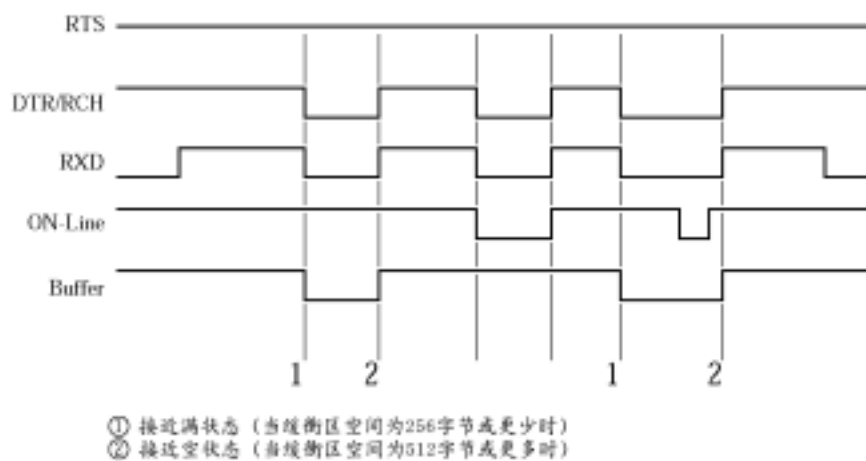 RTS
DTR/RCH
RXD
ON-Line
Buffer
1 2 1 2
① 接近满状态（当缓衝区空间为256字节或更少时）
② 接近空状态（当缓衝区空间为512字节或更多时）